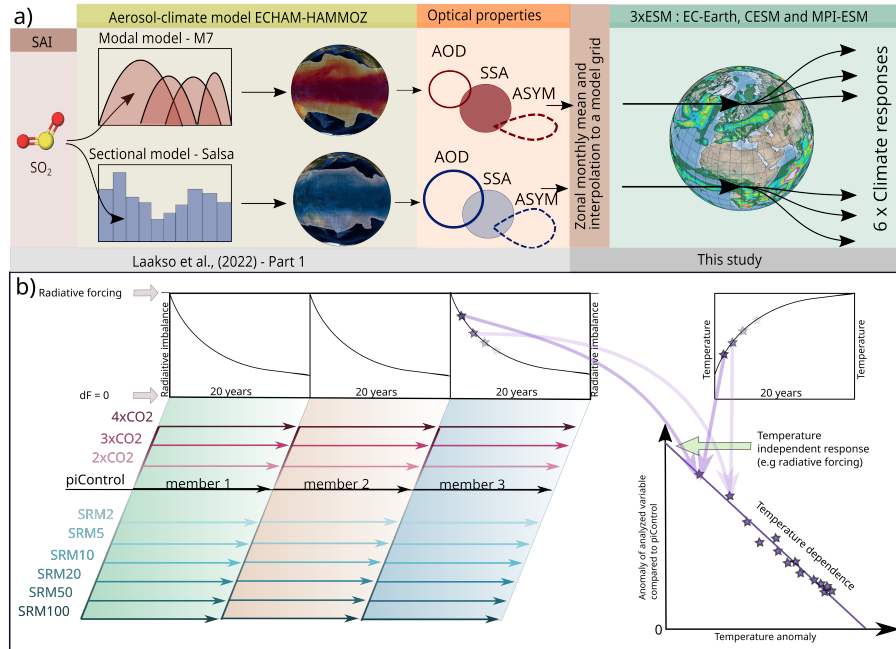 a)
SAI
SO2
Aerosol-climate model ECHAM-HAMMOZ
Modal model - M7
Sectional model - Salsa
Optical properties
AOD
SSA
ASYM
AOD
SSA
ASYM
Zonal monthly mean and
interpolation to a model grid
3xESM : EC-Earth, CESM and MPI-ESM
6 x Climate responses
Laakso et al., (2022) - Part 1
This study
b)
Radiative forcing
dF = 0
Radiaitive imbalance
20 years
20 years
20 years
Radiaitive imbalance
4xCO2
3xCO2
2xCO2
piControl
member 1
member 2
member 3
SRM2
SRM5
SRM10
SRM20
SRM50
SRM100
Temperature
20 years
Temperature
Temperature
independent response
(e.g radiative forcing)
Temperature dependence
Anomaly of analyzed variable
compared to piControl
0
Temperature anomaly